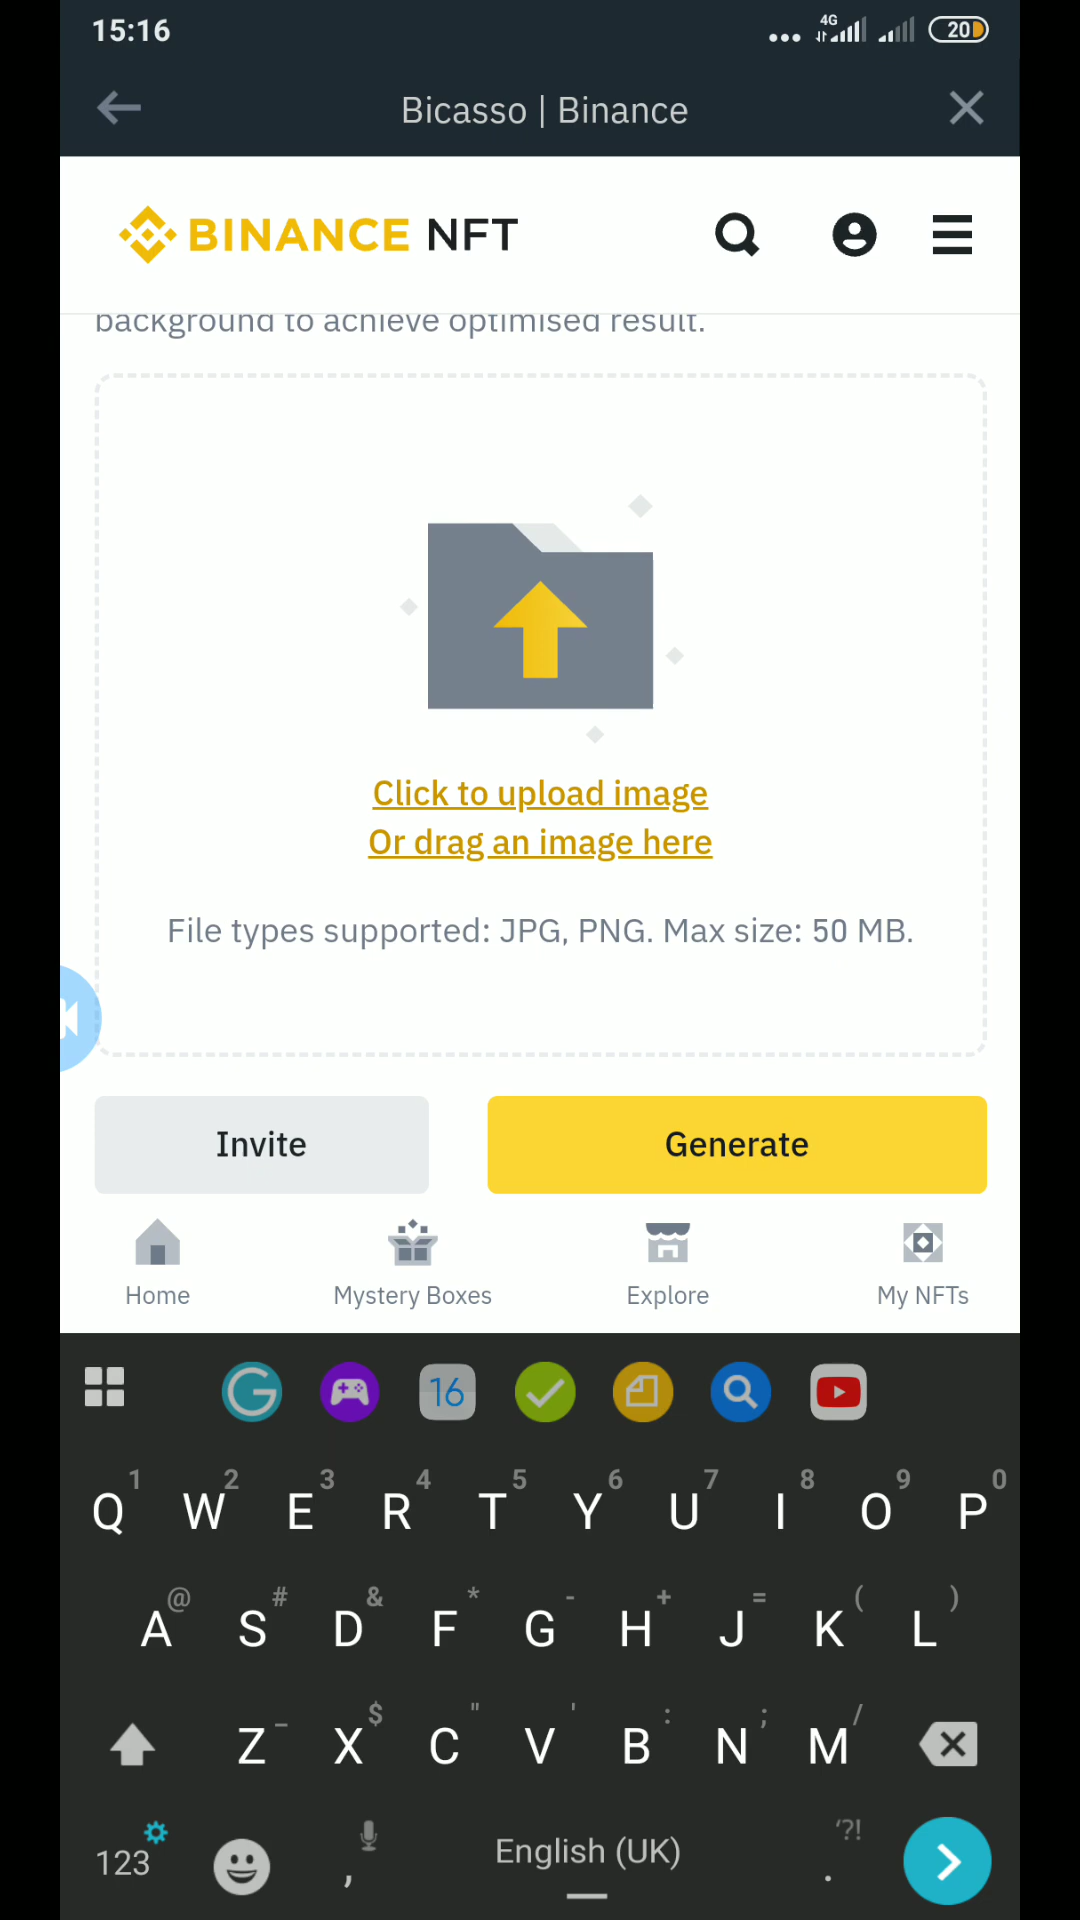 15:16
4G
20
Bicasso | Binance
BINANCE NFT
background to achieve optimised result.
Click to upload image
Or drag an image here
File types supported: JPG, PNG. Max size: 50 MB.
Invite
Generate
Home
Mystery Boxes
Explore
My NFTs
G
16
1 2 3 4 5 6 7 8 9 0
Q W E R T Y U I O P
@ # & * - + = ( )
A S D F G H J K L
_ $ " ' : ; /
Z X C V B N M
123 , English (UK) . '?!